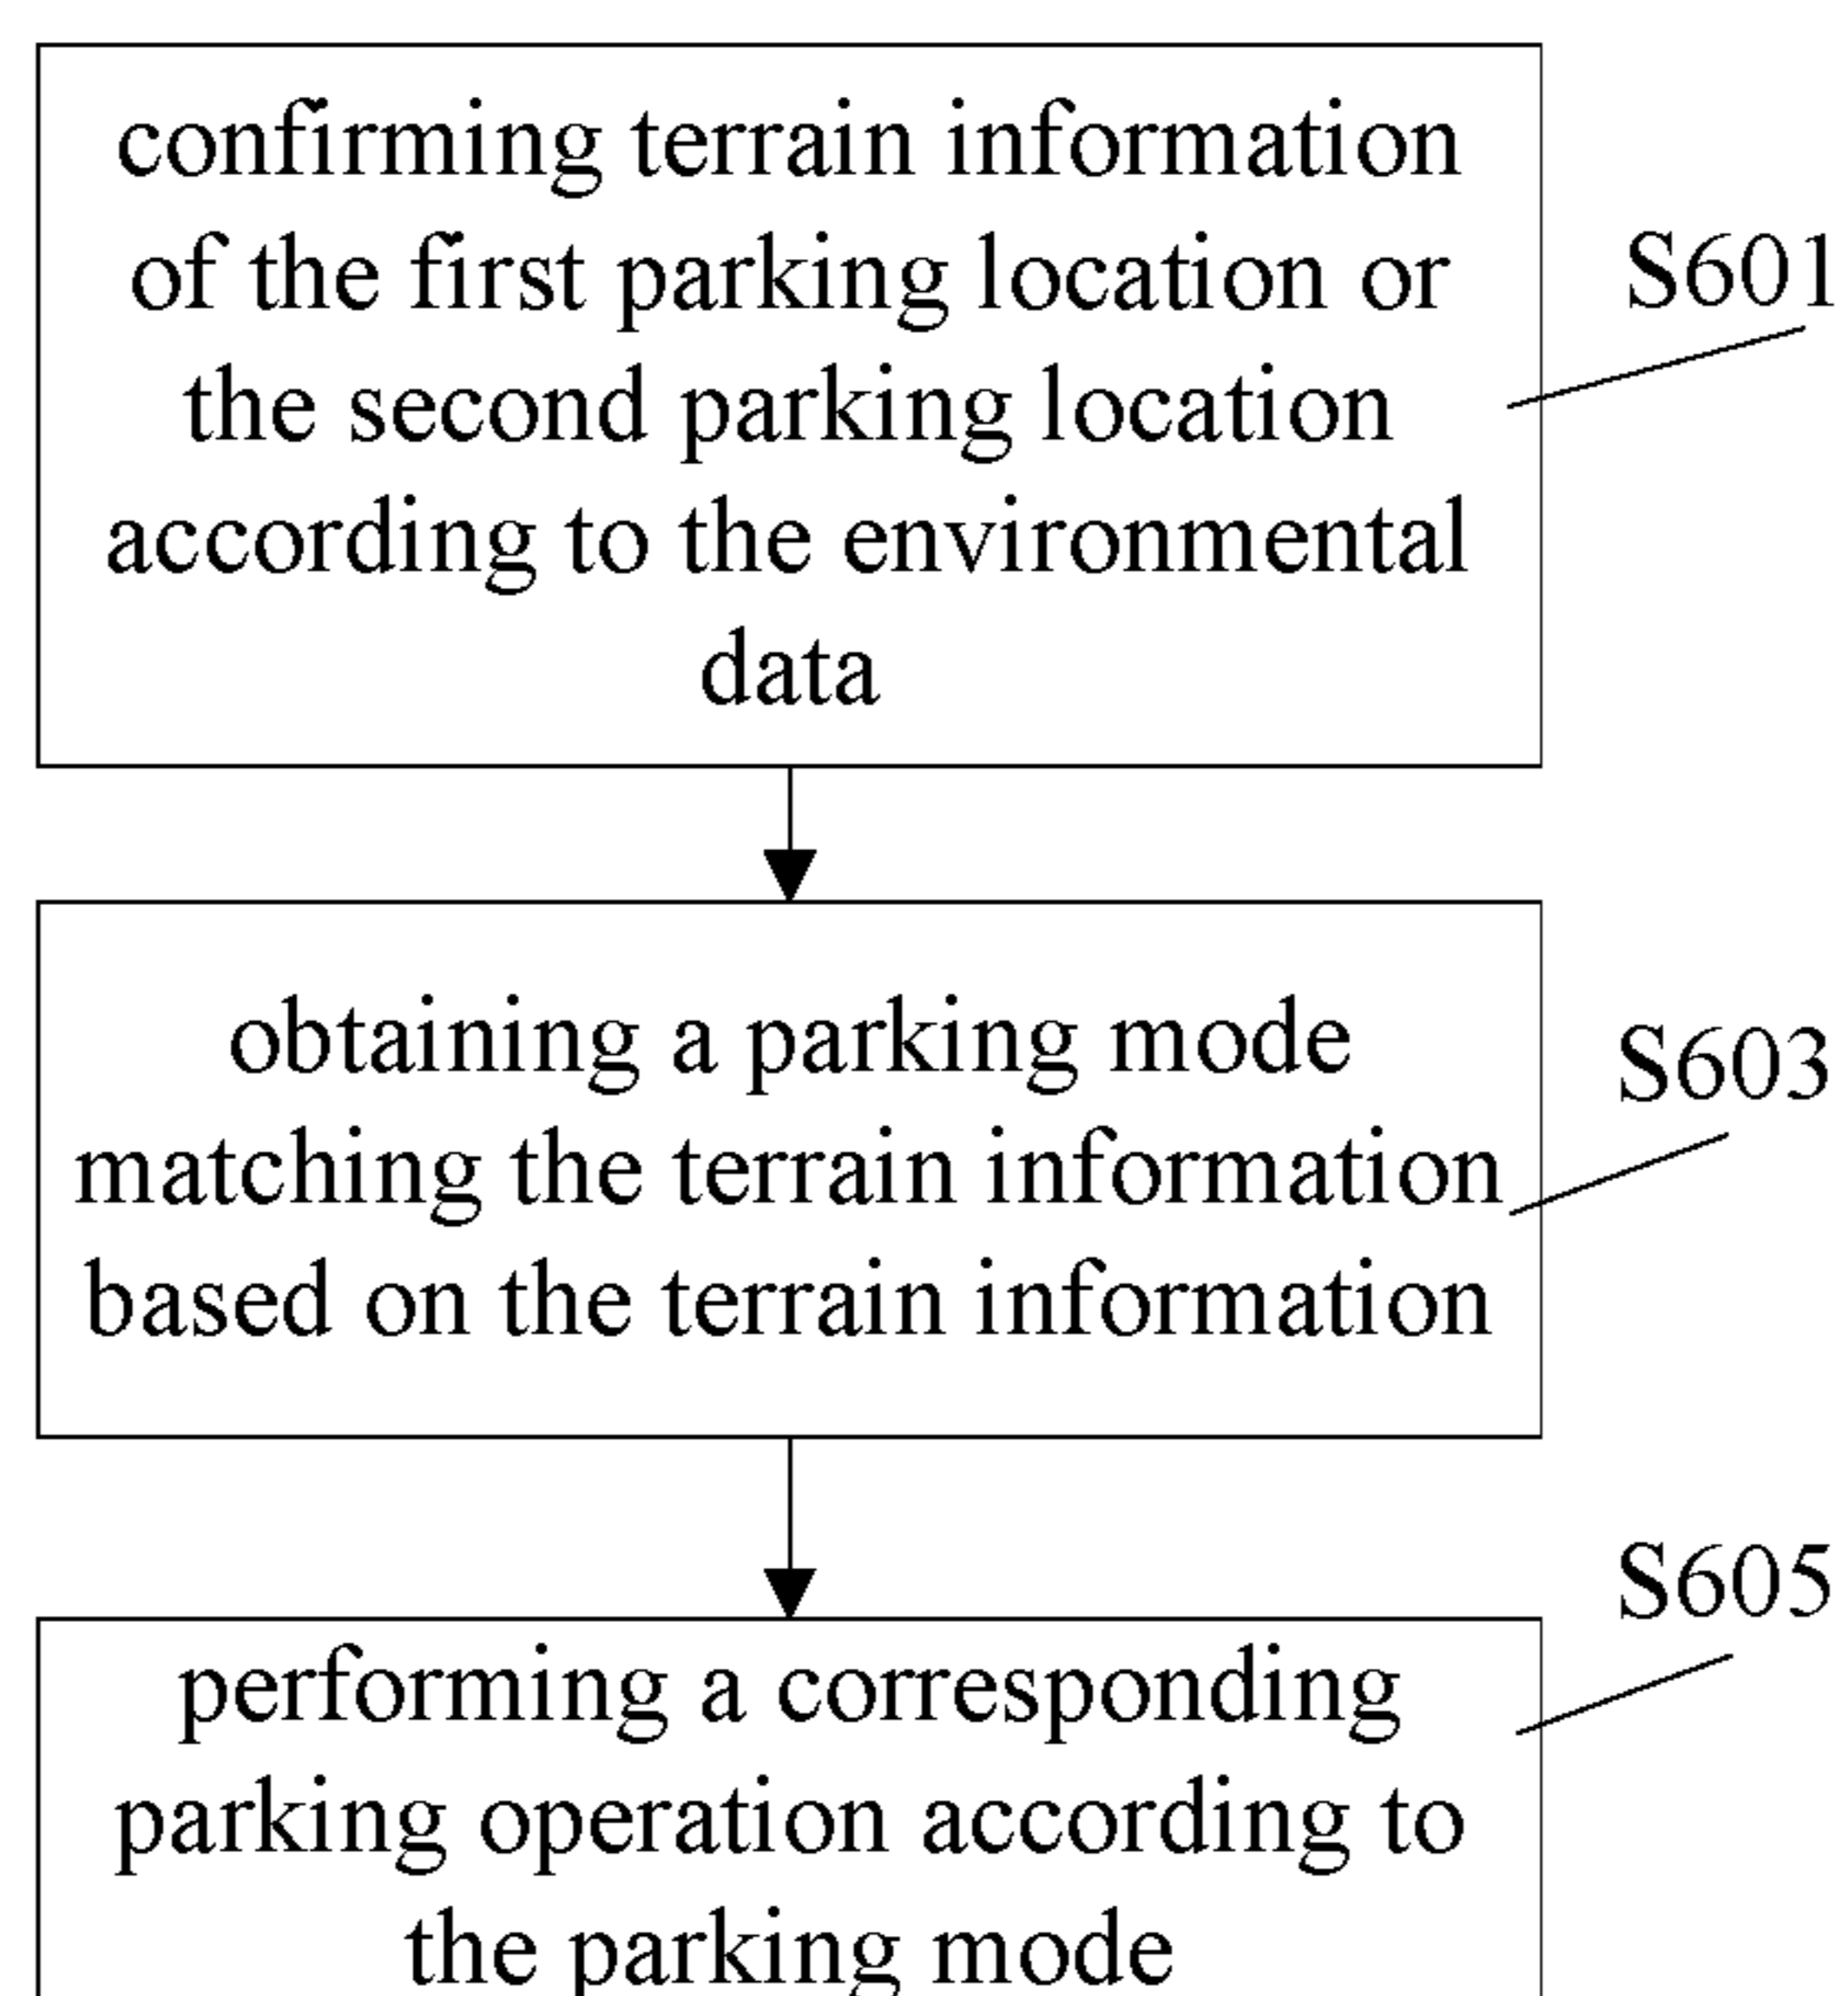 confirming terrain information
of the first parking location or
the second parking location
according to the environmental
data
S601
obtaining a parking mode
matching the terrain information
based on the terrain information
S603
performing a corresponding
parking operation according to
the parking mode
S605